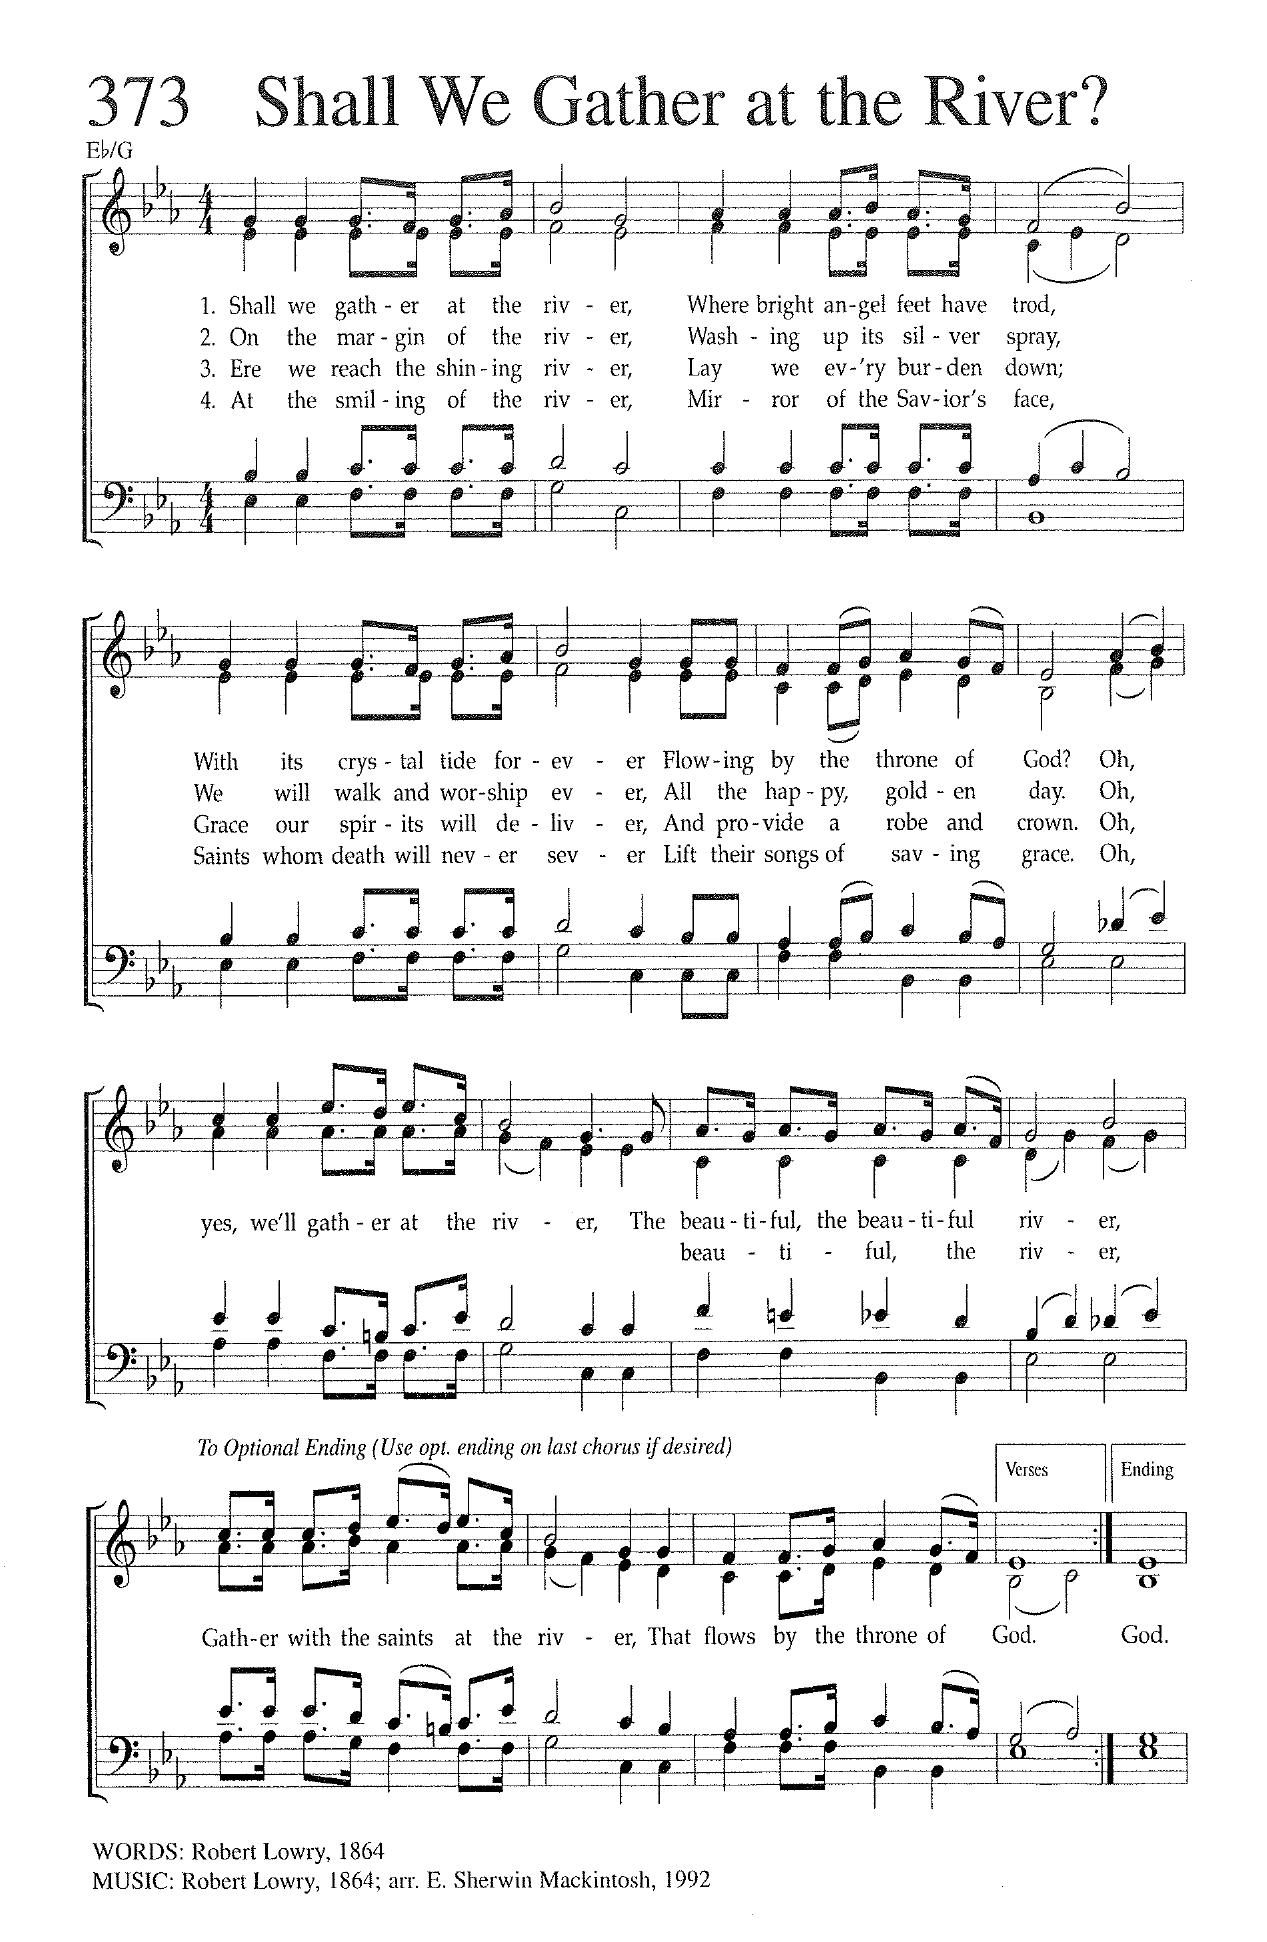 373 Shall We Gather at the River?
E♭/G
1. Shall we gath - er at the riv - er, Where bright an-gel feet have trod,
2. On the mar - gin of the riv - er, Wash - ing up its sil - ver spray,
3. Ere we reach the shin - ing riv - er, Lay we ev-'ry bur - den down;
4. At the smil - ing of the riv - er, Mir - ror of the Sav-ior's face,
With its crys - tal tide for - ev - er Flow-ing by the throne of God? Oh,
We will walk and wor-ship ev - er, All the hap - py, gold - en day. Oh,
Grace our spir - its will de - liv - er, And pro-vide a robe and crown. Oh,
Saints whom death will nev - er sev - er Lift their songs of sav - ing grace. Oh,
yes, we'll gath - er at the riv - er, The beau - ti-ful, the beau - ti-ful riv - er,
beau - ti - ful, the riv - er,
To Optional Ending (Use opt. ending on last chorus if desired)
Verses Ending
Gath-er with the saints at the riv - er, That flows by the throne of God. God.
WORDS: Robert Lowry, 1864
MUSIC: Robert Lowry, 1864; arr. E. Sherwin Mackintosh, 1992